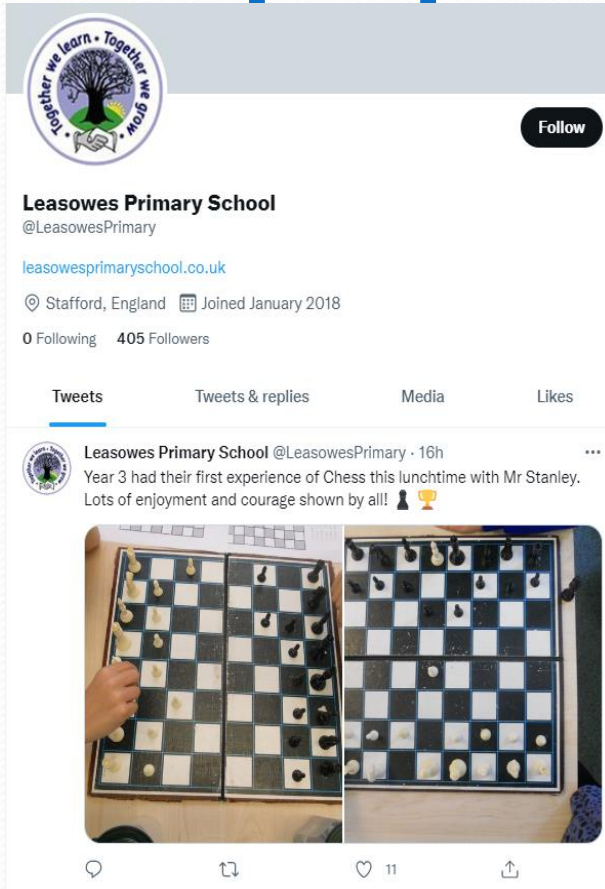 Together we learn • Together we grow •
Follow
Leasowes Primary School
@LeasowesPrimary
leasowesprimaryschool.co.uk
Stafford, England Joined January 2018
0 Following 405 Followers
Tweets Tweets & replies Media Likes
Leasowes Primary School @LeasowesPrimary · 16h
Year 3 had their first experience of Chess this lunchtime with Mr Stanley.
Lots of enjoyment and courage shown by all! ♟️ 🏆
11